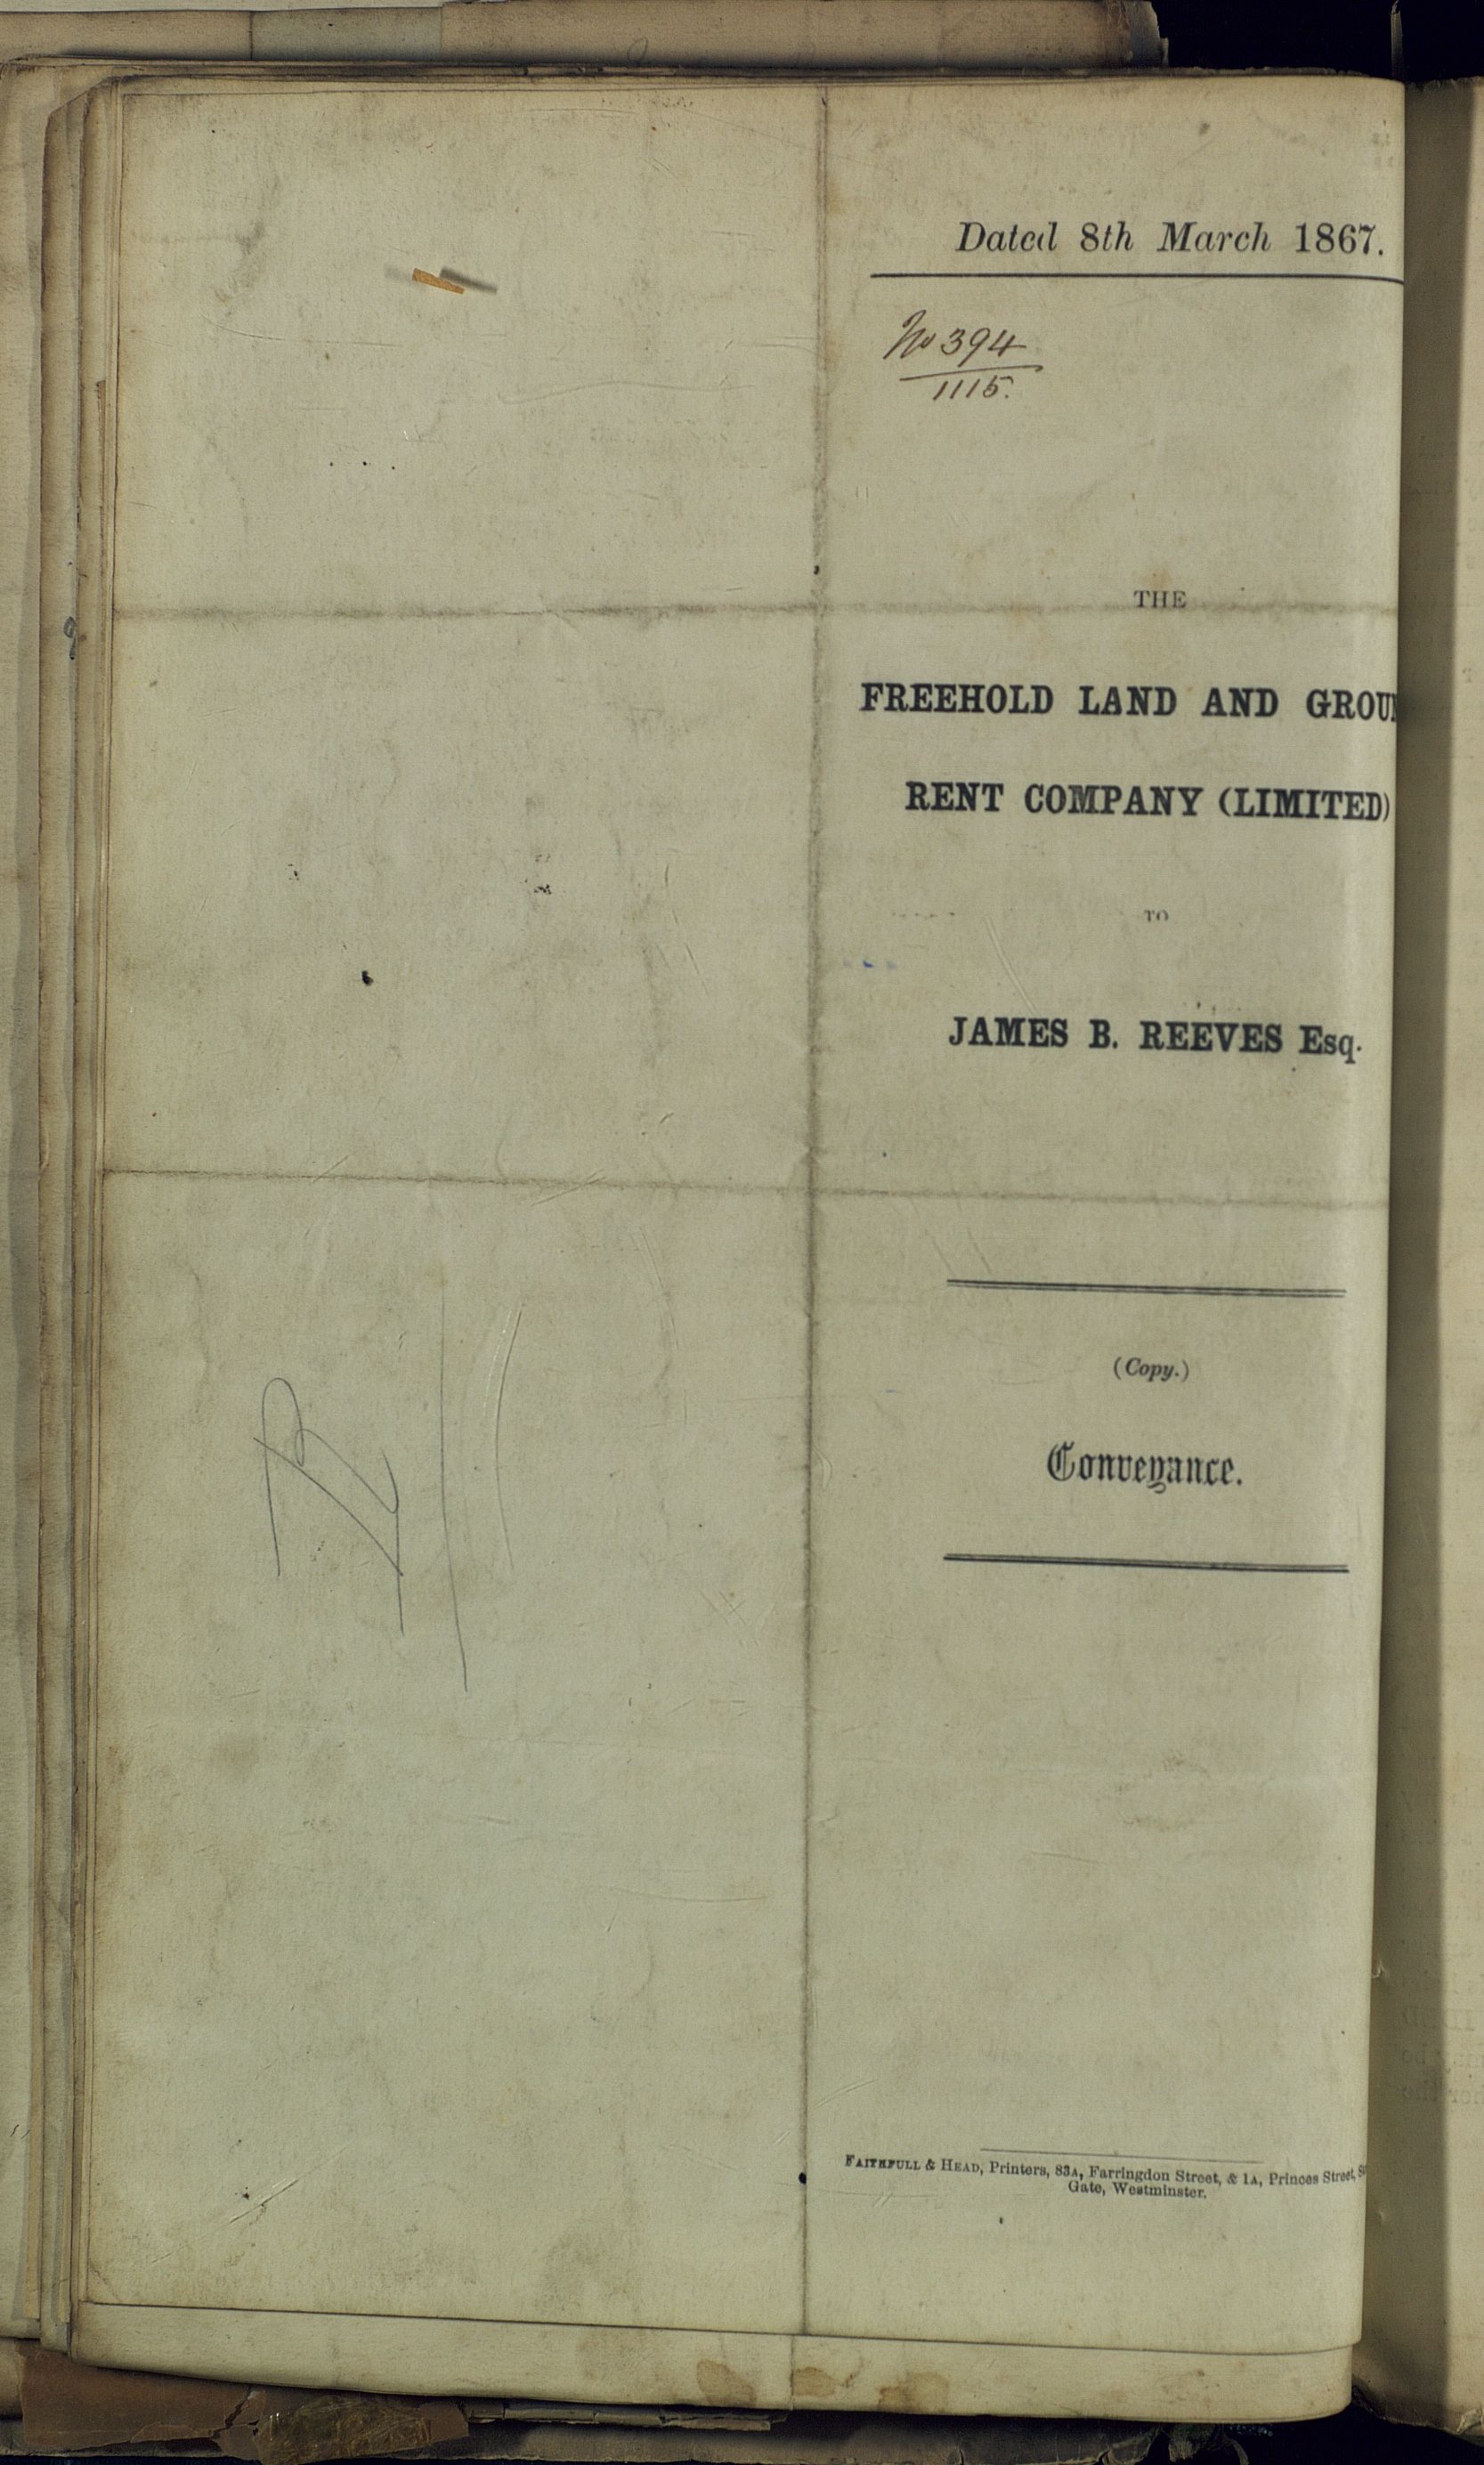 Dated 8th March 1867.
No 394
1115.
THE
FREEHOLD LAND AND GROU
RENT COMPANY (LIMITED)
TO
JAMES B. REEVES Esq.
(Copy.)
Conveyance.
FAITHFULL & HEAD, Printers, 83A, Farringdon Street, & 1A, Princes Street,
Gate, Westminster.